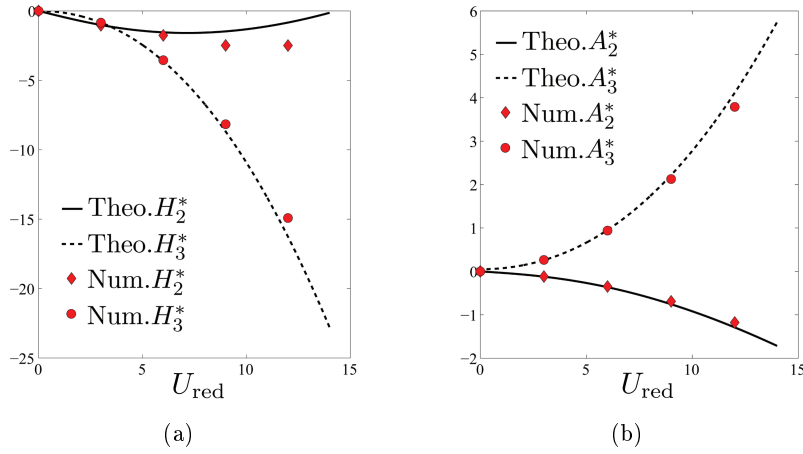 0
−5
−10
−15
−20
−25
0
5
10
15
Theo.H₂*
Theo.H₃*
Num.H₂*
Num.H₃*
U_red
(a)
6
5
4
3
2
1
0
−1
−2
0
5
10
15
Theo.A₂*
Theo.A₃*
Num.A₂*
Num.A₃*
U_red
(b)